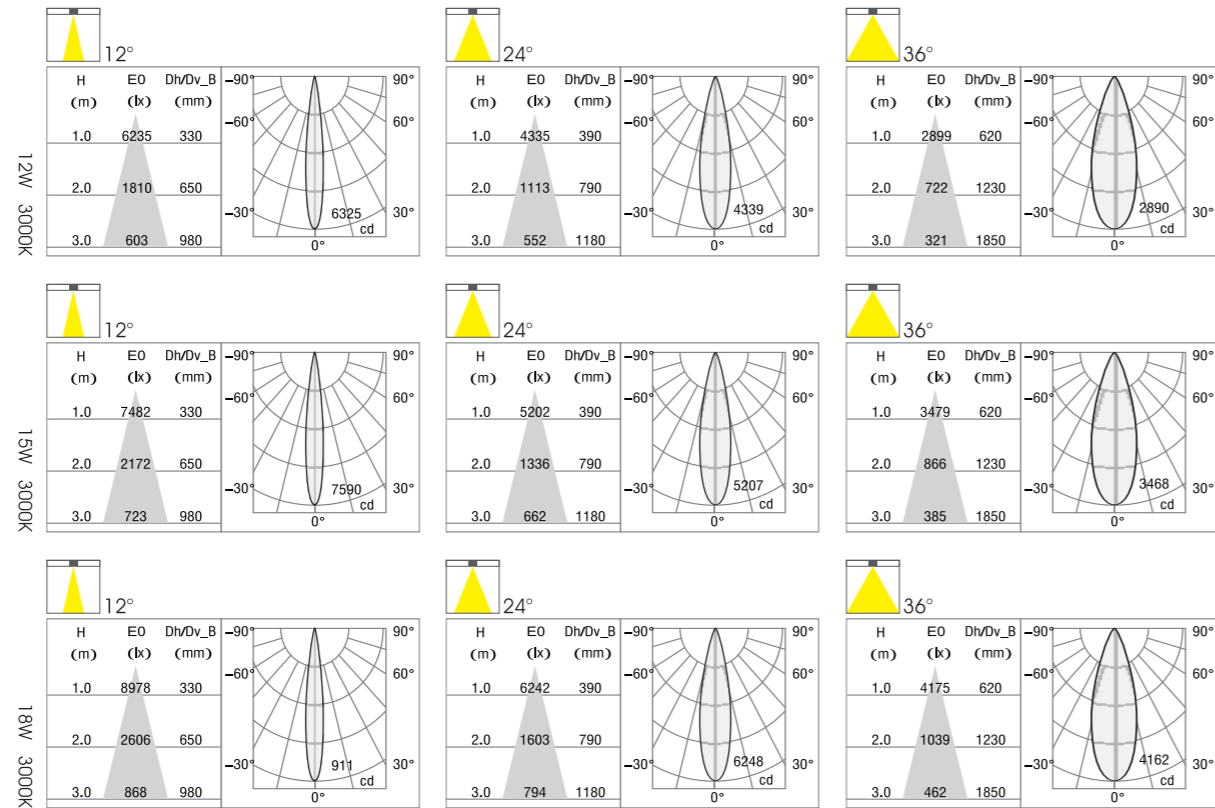 12° 24° 36°
12W 3000K
H E0 Dh/Dv_B
(m) (lx) (mm)
1.0 6235 330
2.0 1810 650
3.0 603 980
-90° 90°
-60° 60°
-30° 30°
6325
cd
0°
H E0 Dh/Dv_B
(m) (lx) (mm)
1.0 4335 390
2.0 1113 790
3.0 552 1180
-90° 90°
-60° 60°
-30° 30°
4339
cd
0°
H E0 Dh/Dv_B
(m) (lx) (mm)
1.0 2899 620
2.0 722 1230
3.0 321 1850
-90° 90°
-60° 60°
-30° 30°
2890
cd
0°
12° 24° 36°
15W 3000K
H E0 Dh/Dv_B
(m) (lx) (mm)
1.0 7482 330
2.0 2172 650
3.0 723 980
-90° 90°
-60° 60°
-30° 30°
7590
cd
0°
H E0 Dh/Dv_B
(m) (lx) (mm)
1.0 5202 390
2.0 1336 790
3.0 662 1180
-90° 90°
-60° 60°
-30° 30°
5207
cd
0°
H E0 Dh/Dv_B
(m) (lx) (mm)
1.0 3479 620
2.0 866 1230
3.0 385 1850
-90° 90°
-60° 60°
-30° 30°
3468
cd
0°
12° 24° 36°
18W 3000K
H E0 Dh/Dv_B
(m) (lx) (mm)
1.0 8978 330
2.0 2606 650
3.0 868 980
-90° 90°
-60° 60°
-30° 30°
911
cd
0°
H E0 Dh/Dv_B
(m) (lx) (mm)
1.0 6242 390
2.0 1603 790
3.0 794 1180
-90° 90°
-60° 60°
-30° 30°
6248
cd
0°
H E0 Dh/Dv_B
(m) (lx) (mm)
1.0 4175 620
2.0 1039 1230
3.0 462 1850
-90° 90°
-60° 60°
-30° 30°
4162
cd
0°